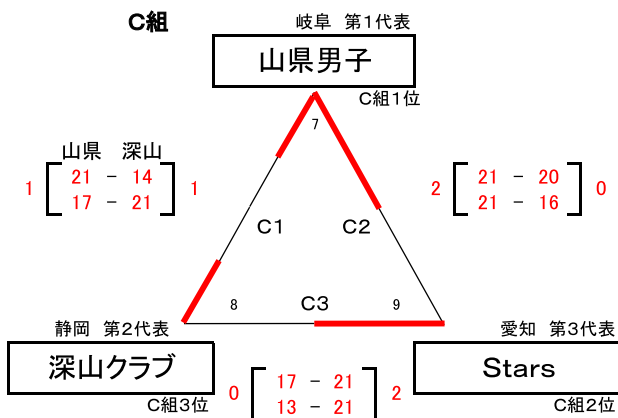 C組
岐阜 第1代表
山県男子
C組1位
7
山県 深山
1 21 - 14 1
17 - 21
2 21 - 20 0
21 - 16
C1 C2
C3
8 9
静岡 第2代表
深山クラブ
C組3位
愛知 第3代表
Stars
C組2位
0 17 - 21 2
13 - 21